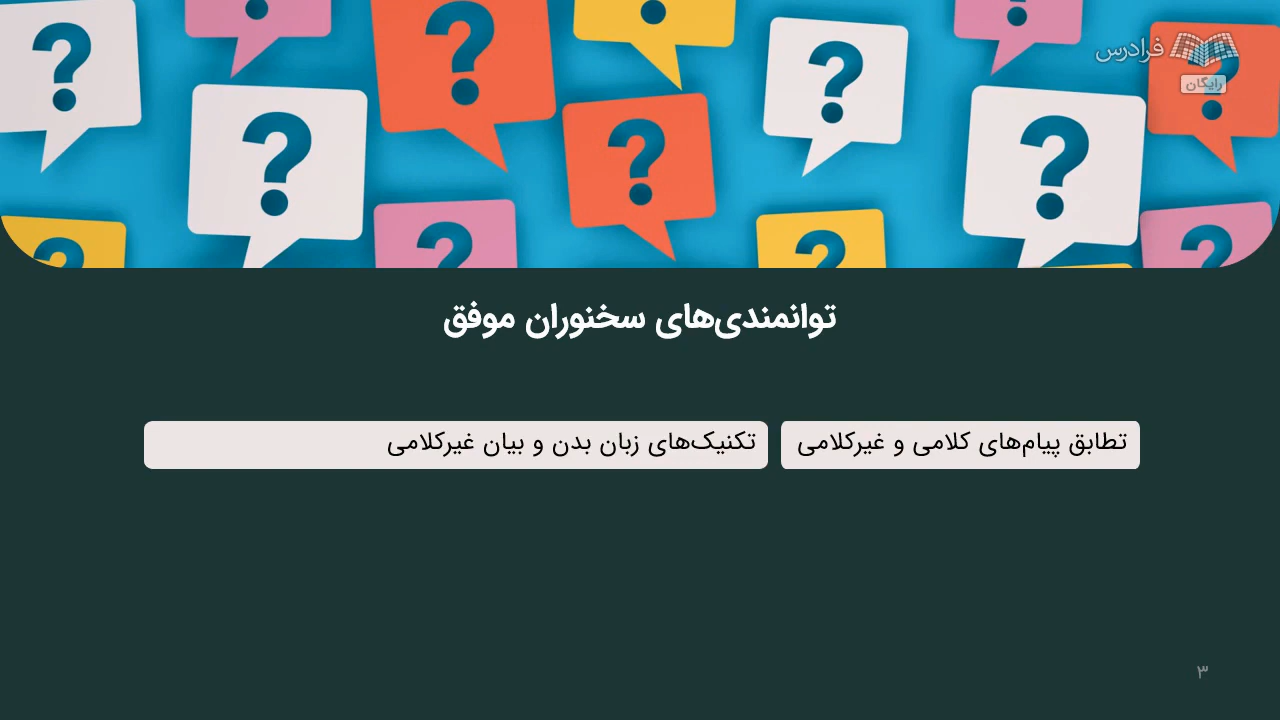 ؟ ؟ ؟ ؟ ؟ ؟ ؟
فرادرس
رایگان
توانمندی‌های سخنوران موفق
تطابق پیام‌های کلامی و غیرکلامی
تکنیک‌های زبان بدن و بیان غیرکلامی
۳